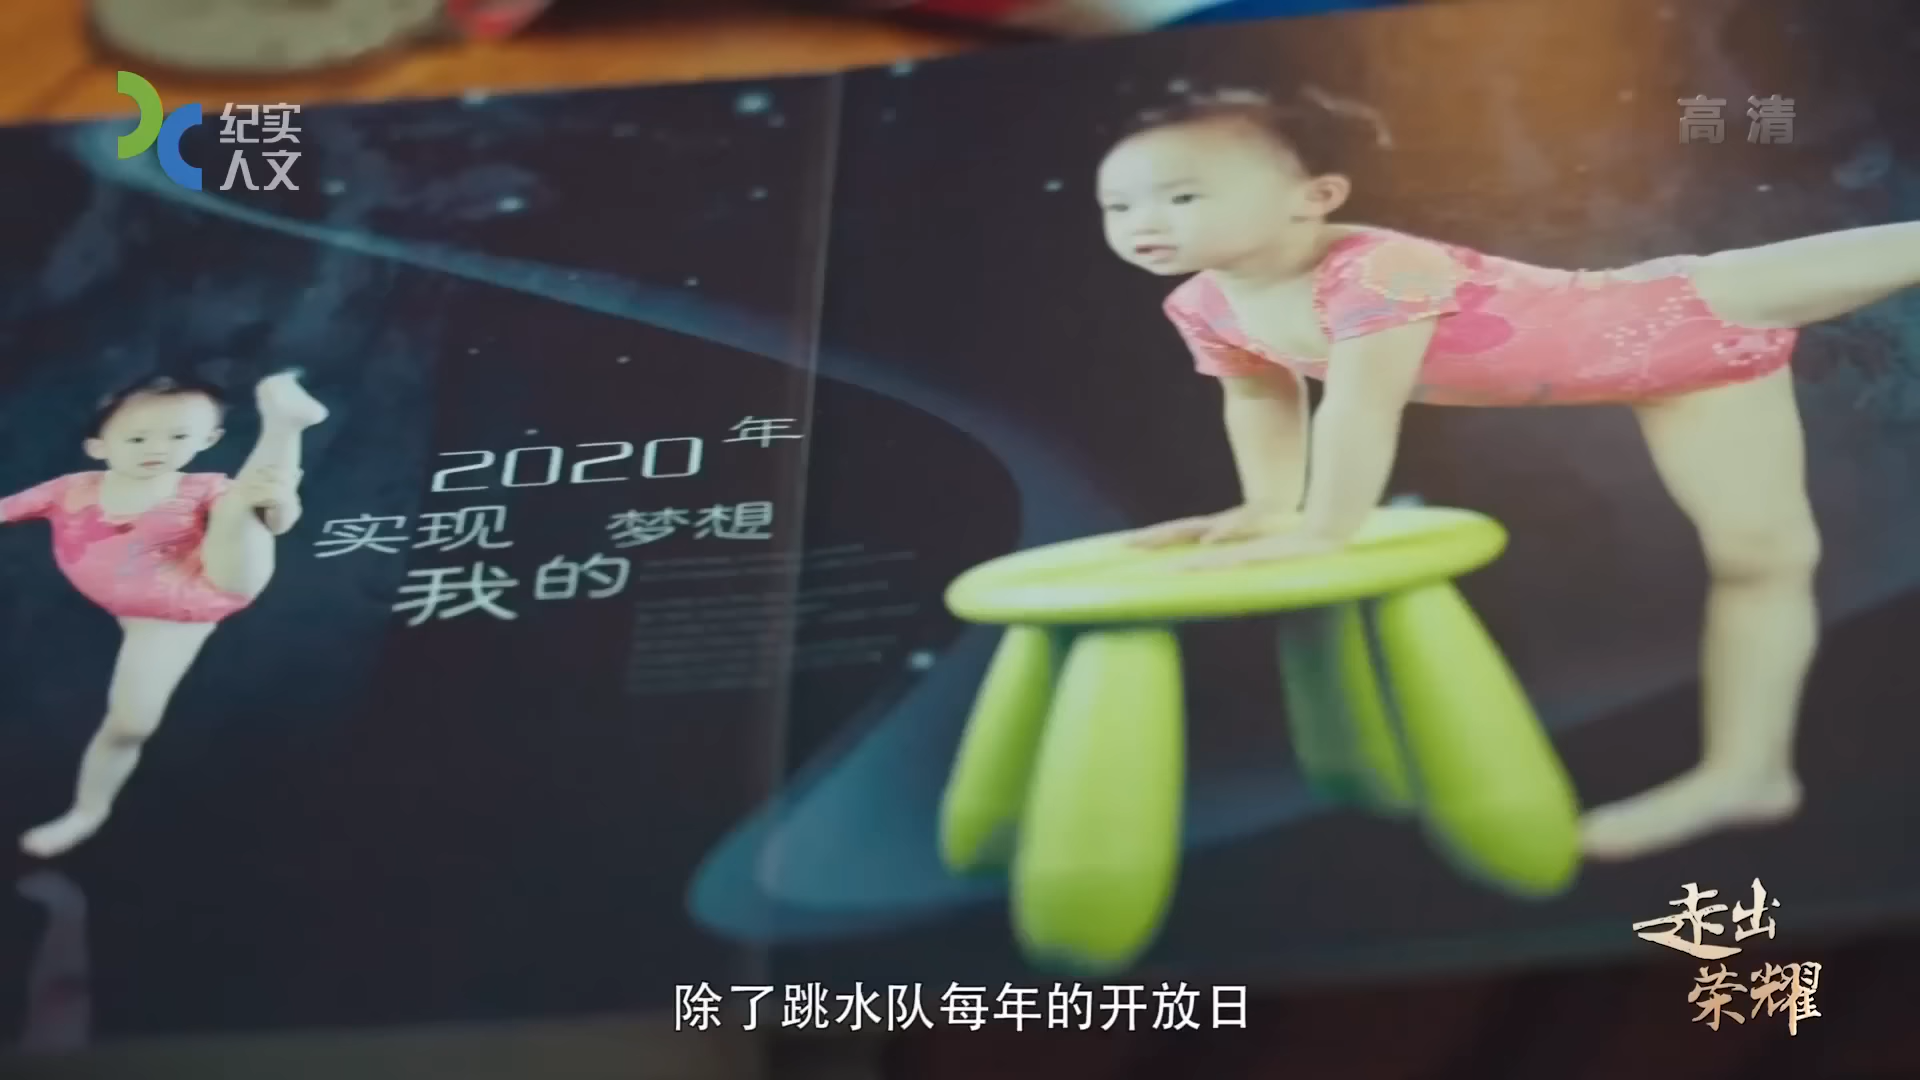 纪实
人文
高清
2020年
实现 梦想
我的
走出
荣耀
除了跳水队每年的开放日